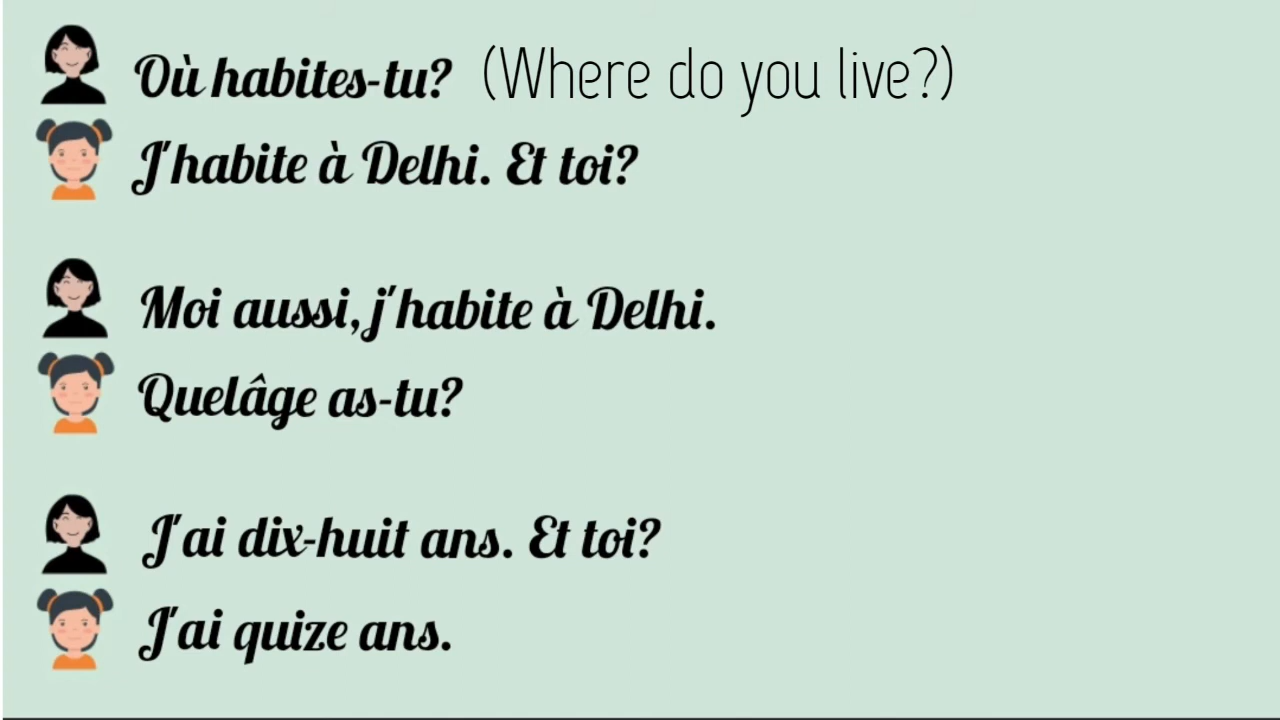 Où habites-tu? (Where do you live?)
J'habite à Delhi. Et toi?
Moi aussi, j'habite à Delhi.
Quelâge as-tu?
J'ai dix-huit ans. Et toi?
J'ai quize ans.